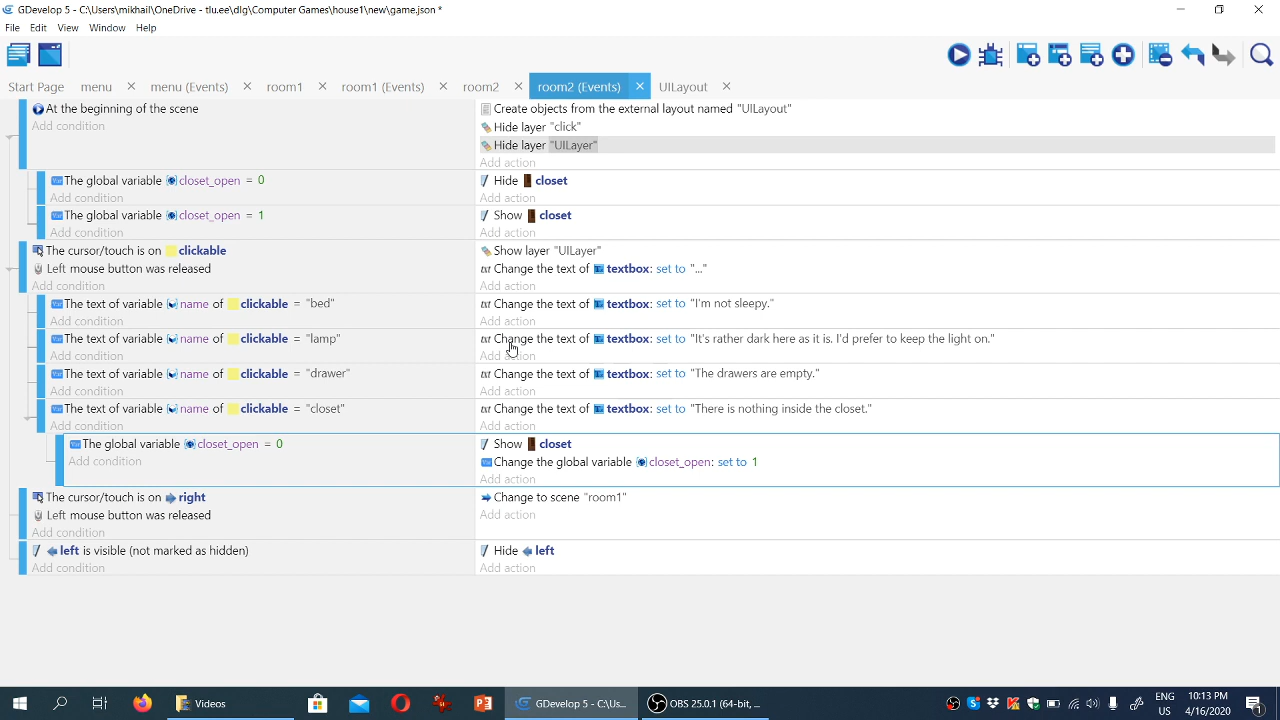 GDevelop 5 - C:\Users\mikhail\OneDrive - tlu.ee\dlg\Computer Games\house1\new\game.json *
File Edit View Window Help
Start Page menu menu (Events) room1 room1 (Events) room2 room2 (Events) UILayout
At the beginning of the scene Create objects from the external layout named "UILayout"
Add condition Hide layer "click"
Hide layer "UILayer"
Add action
The global variable closet_open = 0 Hide closet
Add condition Add action
The global variable closet_open = 1 Show closet
Add condition Add action
The cursor/touch is on clickable Show layer "UILayer"
Left mouse button was released Change the text of textbox: set to "..."
Add condition Add action
The text of variable name of clickable = "bed" Change the text of textbox: set to "I'm not sleepy."
Add condition Add action
The text of variable name of clickable = "lamp" Change the text of textbox: set to "It's rather dark here as it is. I'd prefer to keep the light on."
Add condition Add action
The text of variable name of clickable = "drawer" Change the text of textbox: set to "The drawers are empty."
Add condition Add action
The text of variable name of clickable = "closet" Change the text of textbox: set to "There is nothing inside the closet."
Add condition Add action
The global variable closet_open = 0 Show closet
Add condition Change the global variable closet_open: set to 1
Add action
The cursor/touch is on right Change to scene "room1"
Left mouse button was released Add action
Add condition
left is visible (not marked as hidden) Hide left
Add condition Add action
Videos GDevelop 5 - C:\Us... OBS 25.0.1 (64-bit, ... ENG 10:13 PM
US 4/16/2020